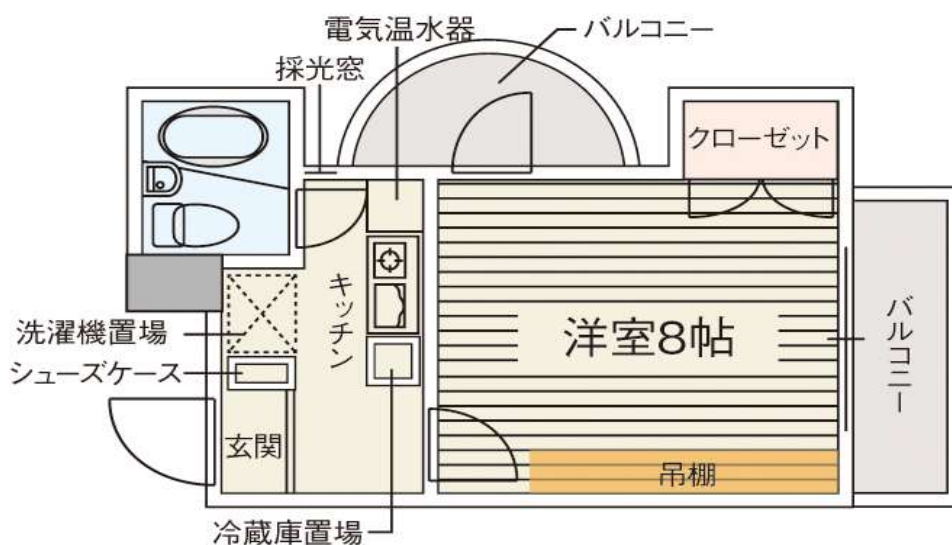 電気温水器
バルコニー
採光窓
クローゼット
キッチン
洋室8帖
バルコニー
洗濯機置場
シューズケース
玄関
吊棚
冷蔵庫置場